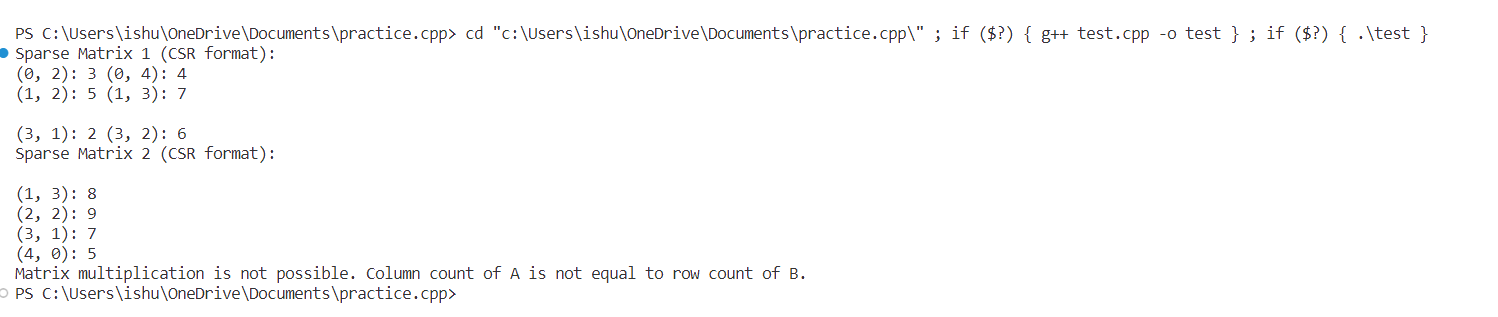 PS C:\Users\ishu\OneDrive\Documents\practice.cpp> cd "c:\Users\ishu\OneDrive\Documents\practice.cpp\" ; if ($?) { g++ test.cpp -o test } ; if ($?) { .\test }
Sparse Matrix 1 (CSR format):
(0, 2): 3 (0, 4): 4
(1, 2): 5 (1, 3): 7
(3, 1): 2 (3, 2): 6
Sparse Matrix 2 (CSR format):
(1, 3): 8
(2, 2): 9
(3, 1): 7
(4, 0): 5
Matrix multiplication is not possible. Column count of A is not equal to row count of B.
PS C:\Users\ishu\OneDrive\Documents\practice.cpp>